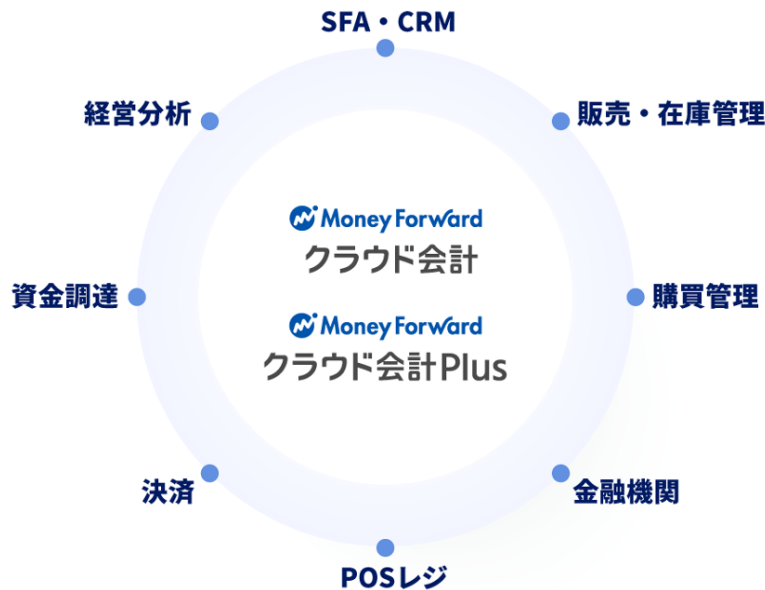 SFA・CRM
経営分析
販売・在庫管理
Money Forward
クラウド会計
資金調達
購買管理
Money Forward
クラウド会計Plus
決済
金融機関
POSレジ